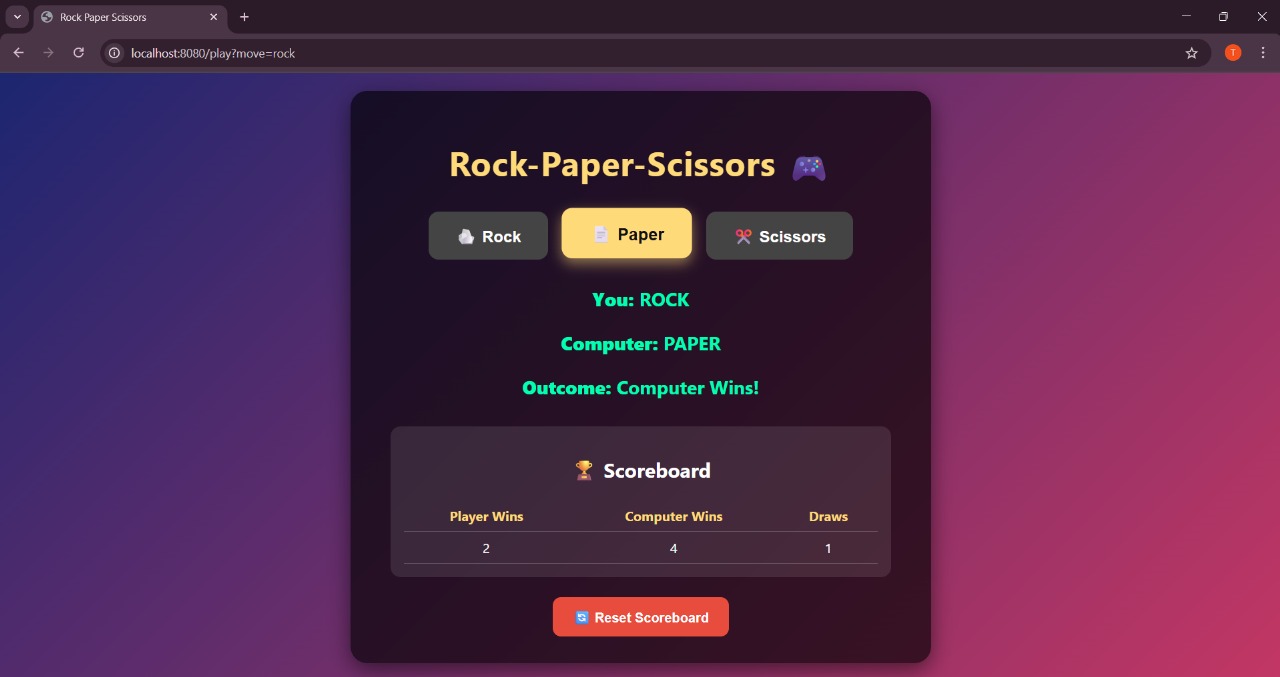 Rock Paper Scissors
localhost:8080/play?move=rock
T
Rock-Paper-Scissors 🎮
Rock Paper Scissors
You: ROCK
Computer: PAPER
Outcome: Computer Wins!
🏆 Scoreboard
Player Wins Computer Wins Draws
2 4 1
🔄 Reset Scoreboard